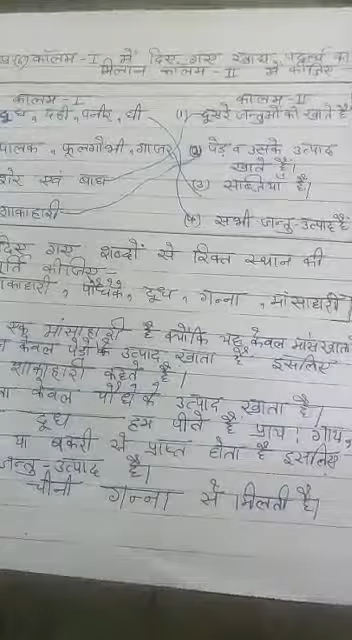 प्रश्न कॉलम-I में दिए गए खाद्य पदार्थ का
मिलान कॉलम-II में कीजिए
कॉलम-I कॉलम-II
दूध, दही, पनीर, घी (1) दूसरे जन्तुओं को खाते हैं
पालक, फूलगोभी, गाजर (2) पेड़ व उसके उत्पाद
खाते हैं।
शेर एवं बाघ (3) सब्जियाँ हैं।
शाकाहारी (4) सभी जन्तु-उत्पाद हैं
दिए गए शब्दों से रिक्त स्थान की
पूर्ति कीजिए-
शाकाहारी, पौधे, दूध, गन्ना, मांसाहारी
एक मांसाहारी है क्योंकि यह केवल मांस खाता
केवल पेड़ों के उत्पाद खाता है इसलिए
शाकाहारी कहते हैं।
केवल पौधों के उत्पाद खाता है।
दूध हम पीते हैं प्रायः गाय,
या बकरी से प्राप्त होता है इसलिए
जन्तु-उत्पाद है।
चीनी गन्ना से मिलती है।